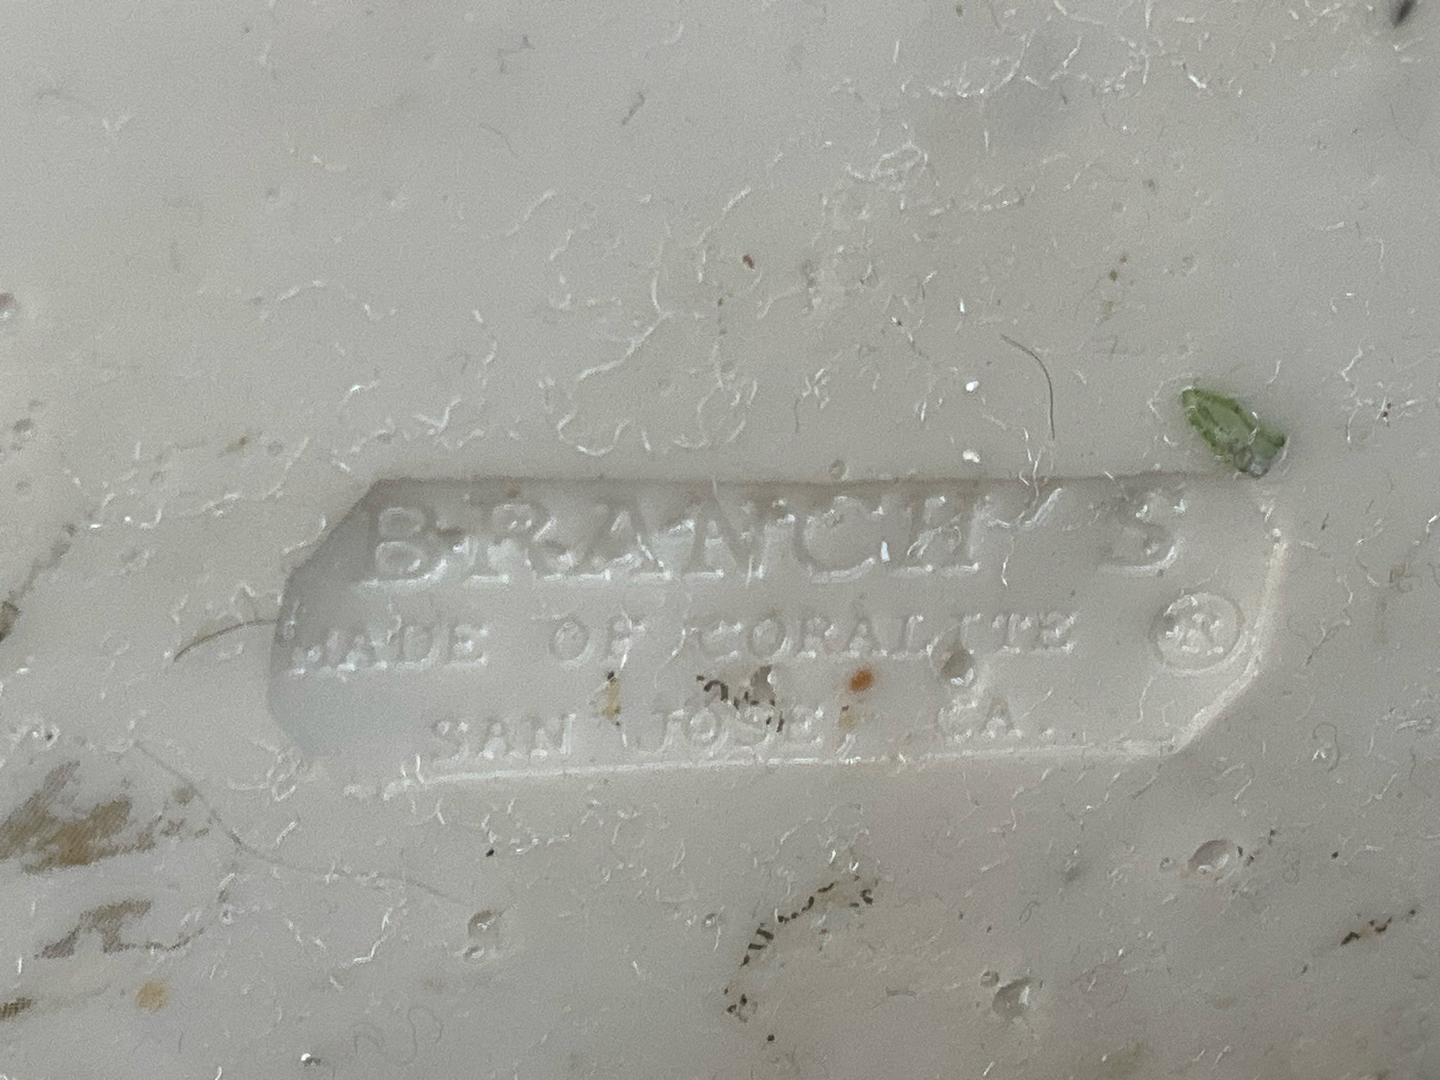 BRANCH'S
MADE OF CORALITE ®
SAN JOSE, CA.